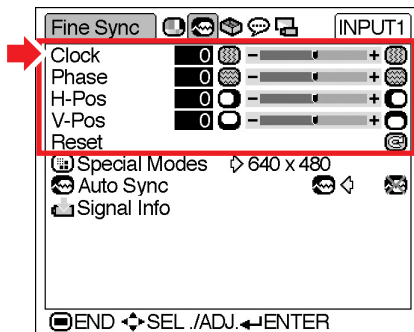 Fine Sync INPUT1
Clock 0 - +
Phase 0 - +
H-Pos 0 - +
V-Pos 0 - +
Reset
Special Modes 640 x 480
Auto Sync
Signal Info
END SEL ./ADJ. ENTER